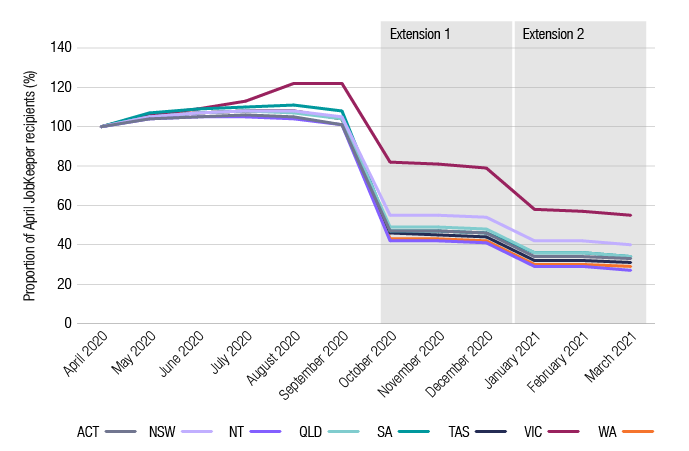 Extension 1
Extension 2
Proportion of April JobKeeper recipients (%)
140
120
100
80
60
40
20
0
April 2020
May 2020
June 2020
July 2020
August 2020
September 2020
October 2020
November 2020
December 2020
January 2021
February 2021
March 2021
ACT NSW NT QLD SA TAS VIC WA